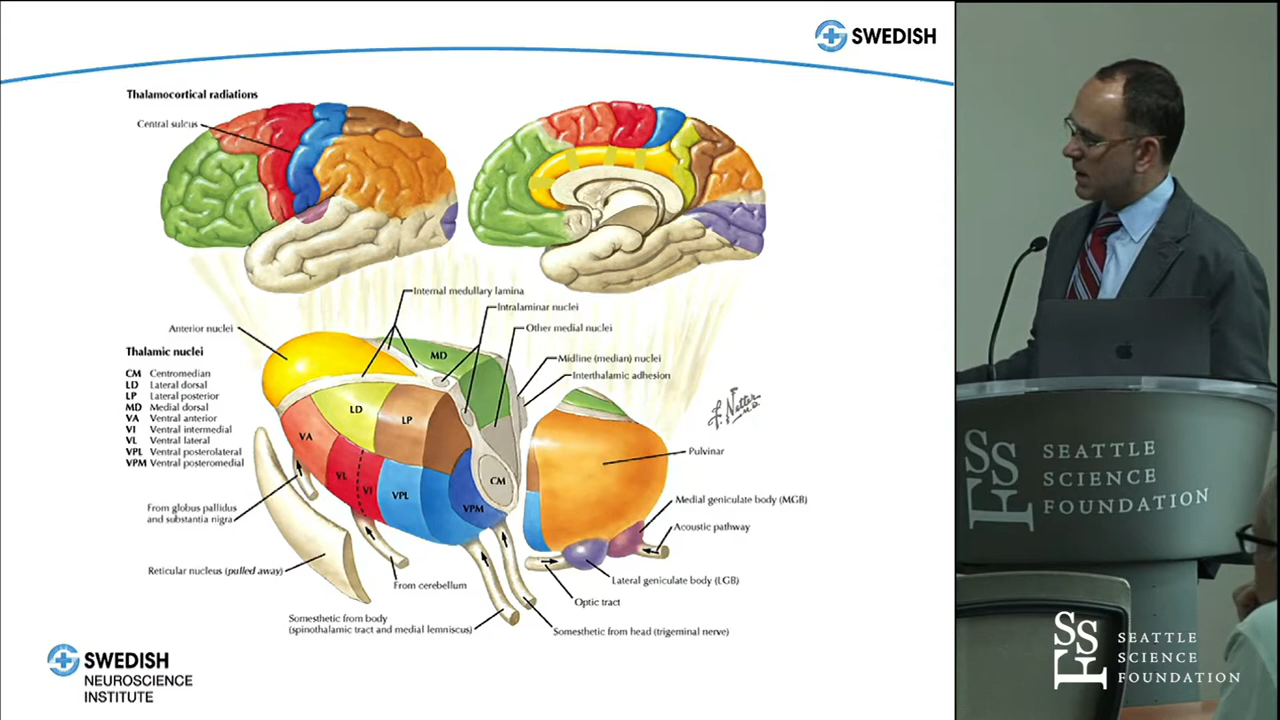 SWEDISH
Thalamocortical radiations
Central sulcus
Internal medullary lamina
Intralaminar nuclei
Anterior nuclei
Other medial nuclei
Thalamic nuclei
CM Centromedian
LD Lateral dorsal
LP Lateral posterior
MD Medial dorsal
VA Ventral anterior
VI Ventral intermedial
VL Ventral lateral
VPL Ventral posterolateral
VPM Ventral posteromedial
MD
Midline (median) nuclei
Interthalamic adhesion
F. Netter
M.D.
LD
LP
VA
VL
VI
VPL
VPM
CM
Pulvinar
From globus pallidus
and substantia nigra
Medial geniculate body (MGB)
Acoustic pathway
Reticular nucleus (pulled away)
From cerebellum
Lateral geniculate body (LGB)
Optic tract
Somesthetic from body
(spinothalamic tract and medial lemniscus)
Somesthetic from head (trigeminal nerve)
SWEDISH
NEUROSCIENCE
INSTITUTE
SSF
SEATTLE
SCIENCE
FOUNDATION
SSF
SEATTLE
SCIENCE
FOUNDATION